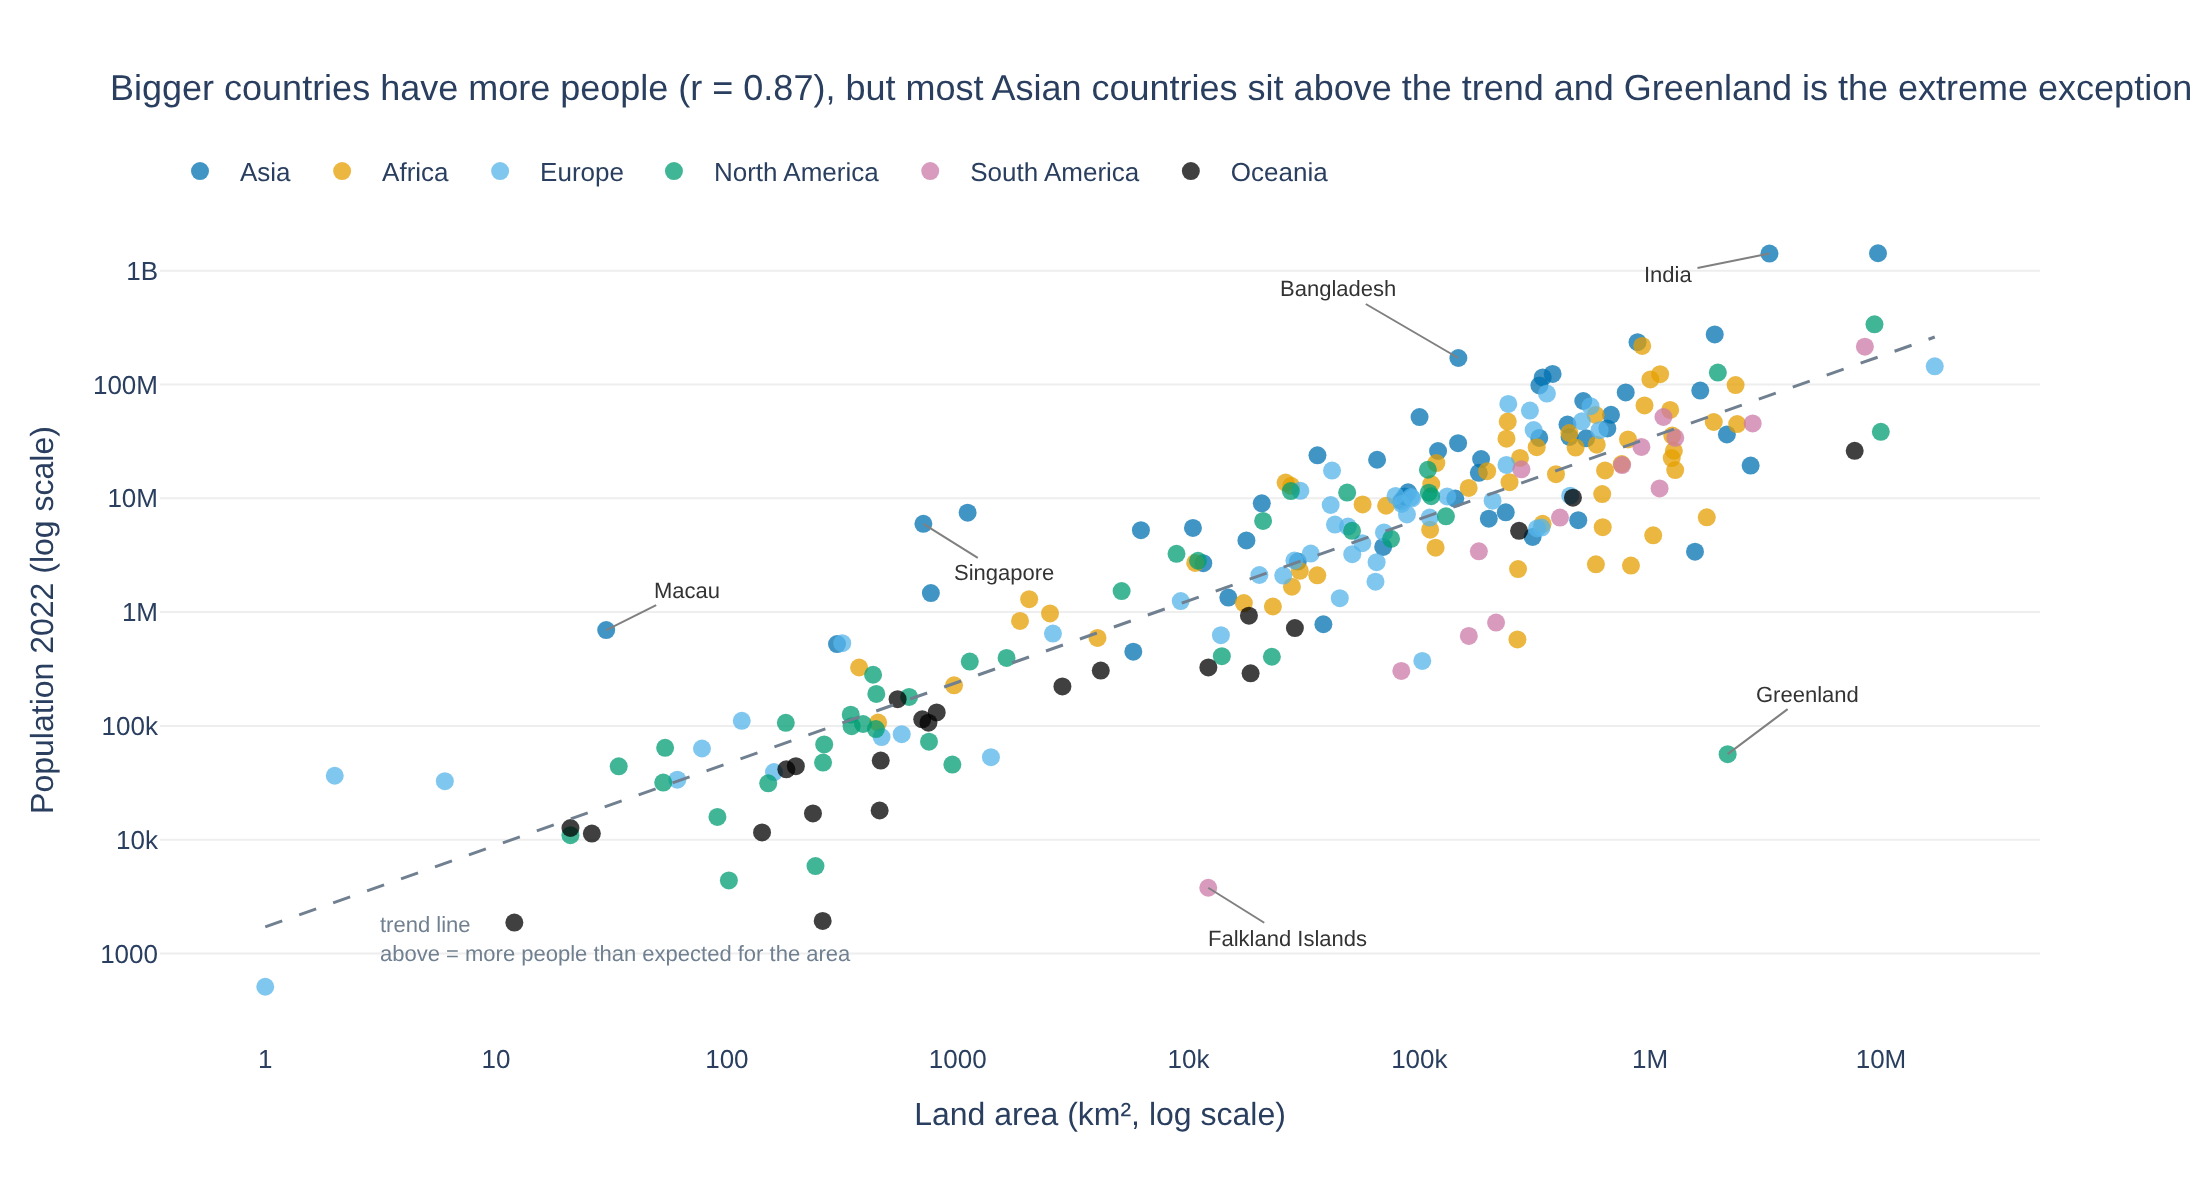 Bigger countries have more people (r = 0.87), but most Asian countries sit above the trend and Greenland is the extreme exception
Asia
Africa
Europe
North America
South America
Oceania
Population 2022 (log scale)
1B
100M
10M
1M
100k
10k
1000
India
Bangladesh
Singapore
Macau
Greenland
Falkland Islands
trend line
above = more people than expected for the area
1
10
100
1000
10k
100k
1M
10M
Land area (km², log scale)